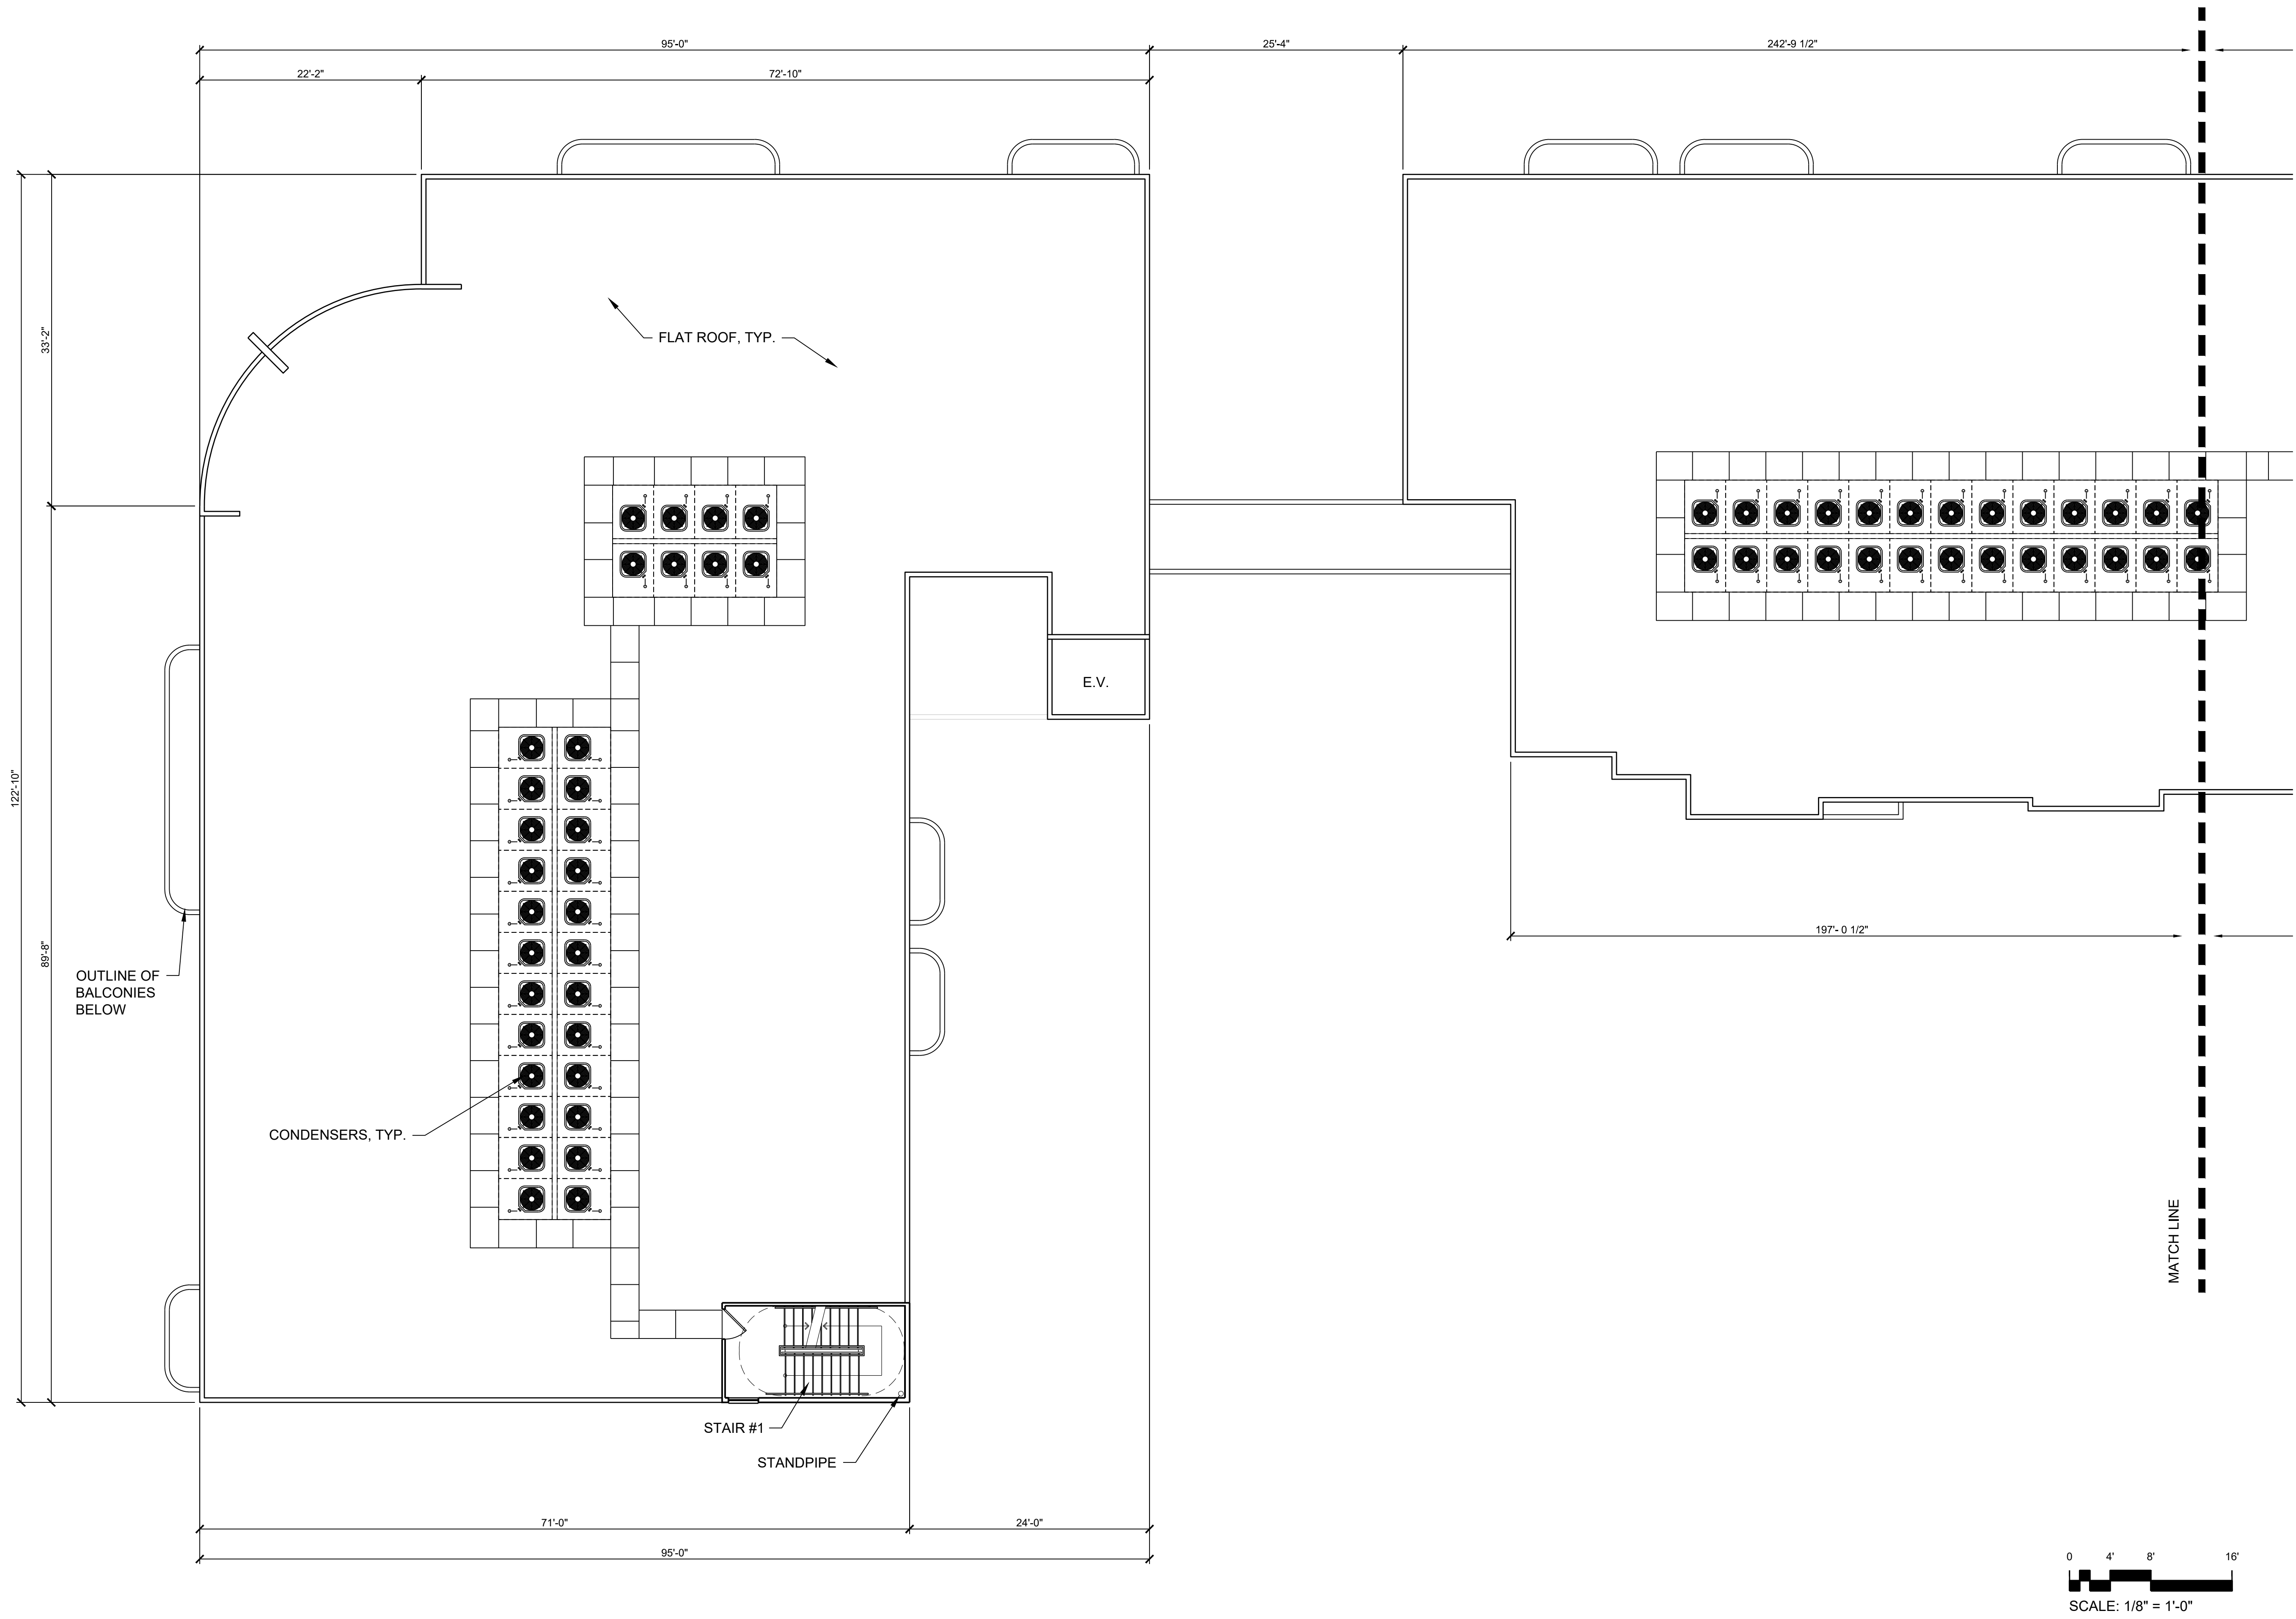 95'-0"
25'-4"
242'-9 1/2"
22'-2"
72'-10"
33'-2"
FLAT ROOF, TYP.
E.V.
122'-10"
89'-8"
197'- 0 1/2"
OUTLINE OF
BALCONIES
BELOW
CONDENSERS, TYP.
MATCH LINE
STAIR #1
STANDPIPE
71'-0"
24'-0"
95'-0"
0 4' 8' 16'
SCALE: 1/8" = 1'-0"